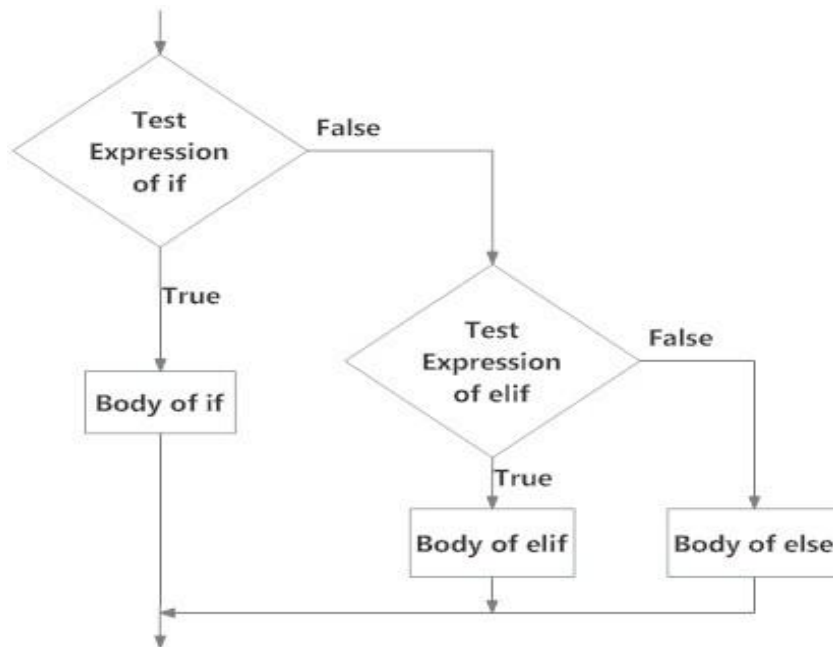 Test
Expression
of if
False
True
Body of if
Test
Expression
of elif
False
True
Body of elif
Body of else